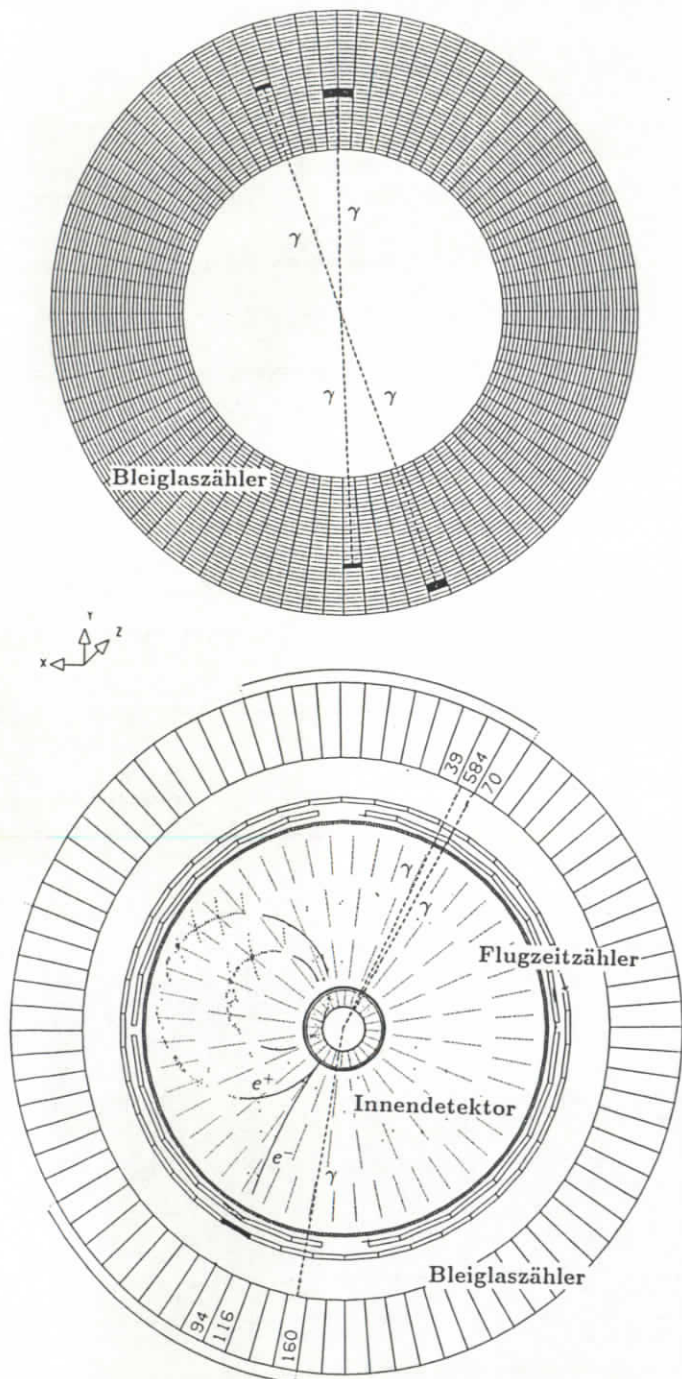 γ
γ
γ
γ
Bleiglaszähler
Y
Z
X
39
584
70
γ
γ
Flugzeitzähler
e⁺
Innendetektor
e⁻
γ
Bleiglaszähler
94
116
160